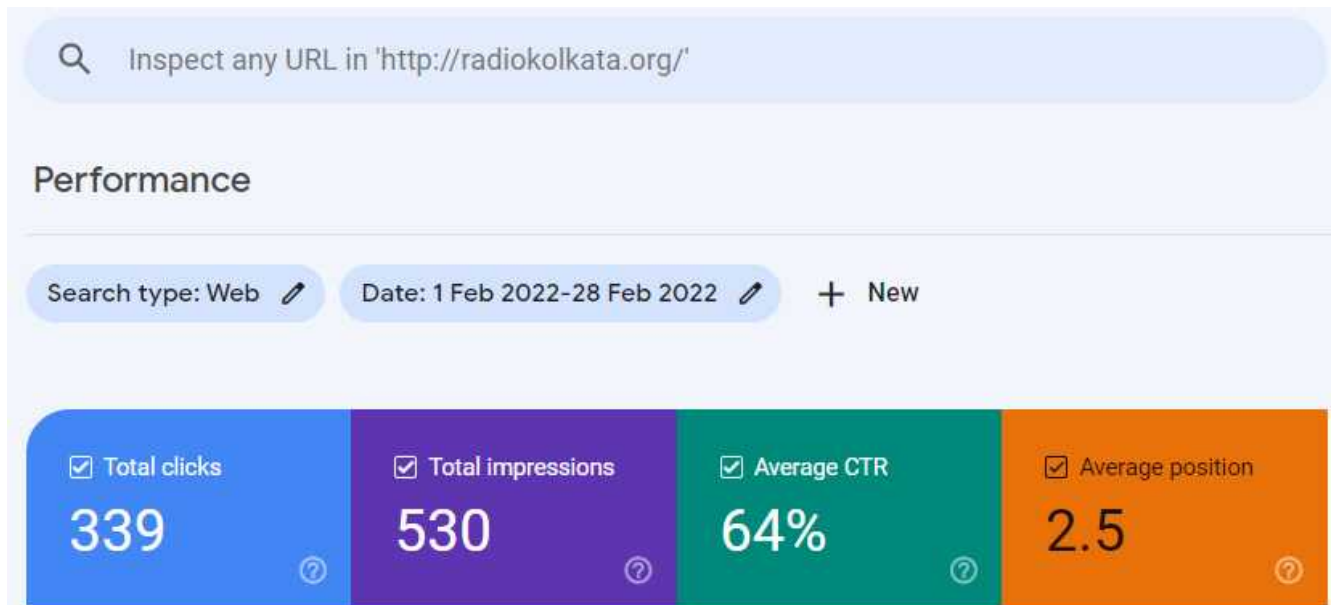 Inspect any URL in 'http://radiokolkata.org/'
Performance
Search type: Web Date: 1 Feb 2022-28 Feb 2022 + New
Total clicks Total impressions Average CTR Average position
339 530 64% 2.5